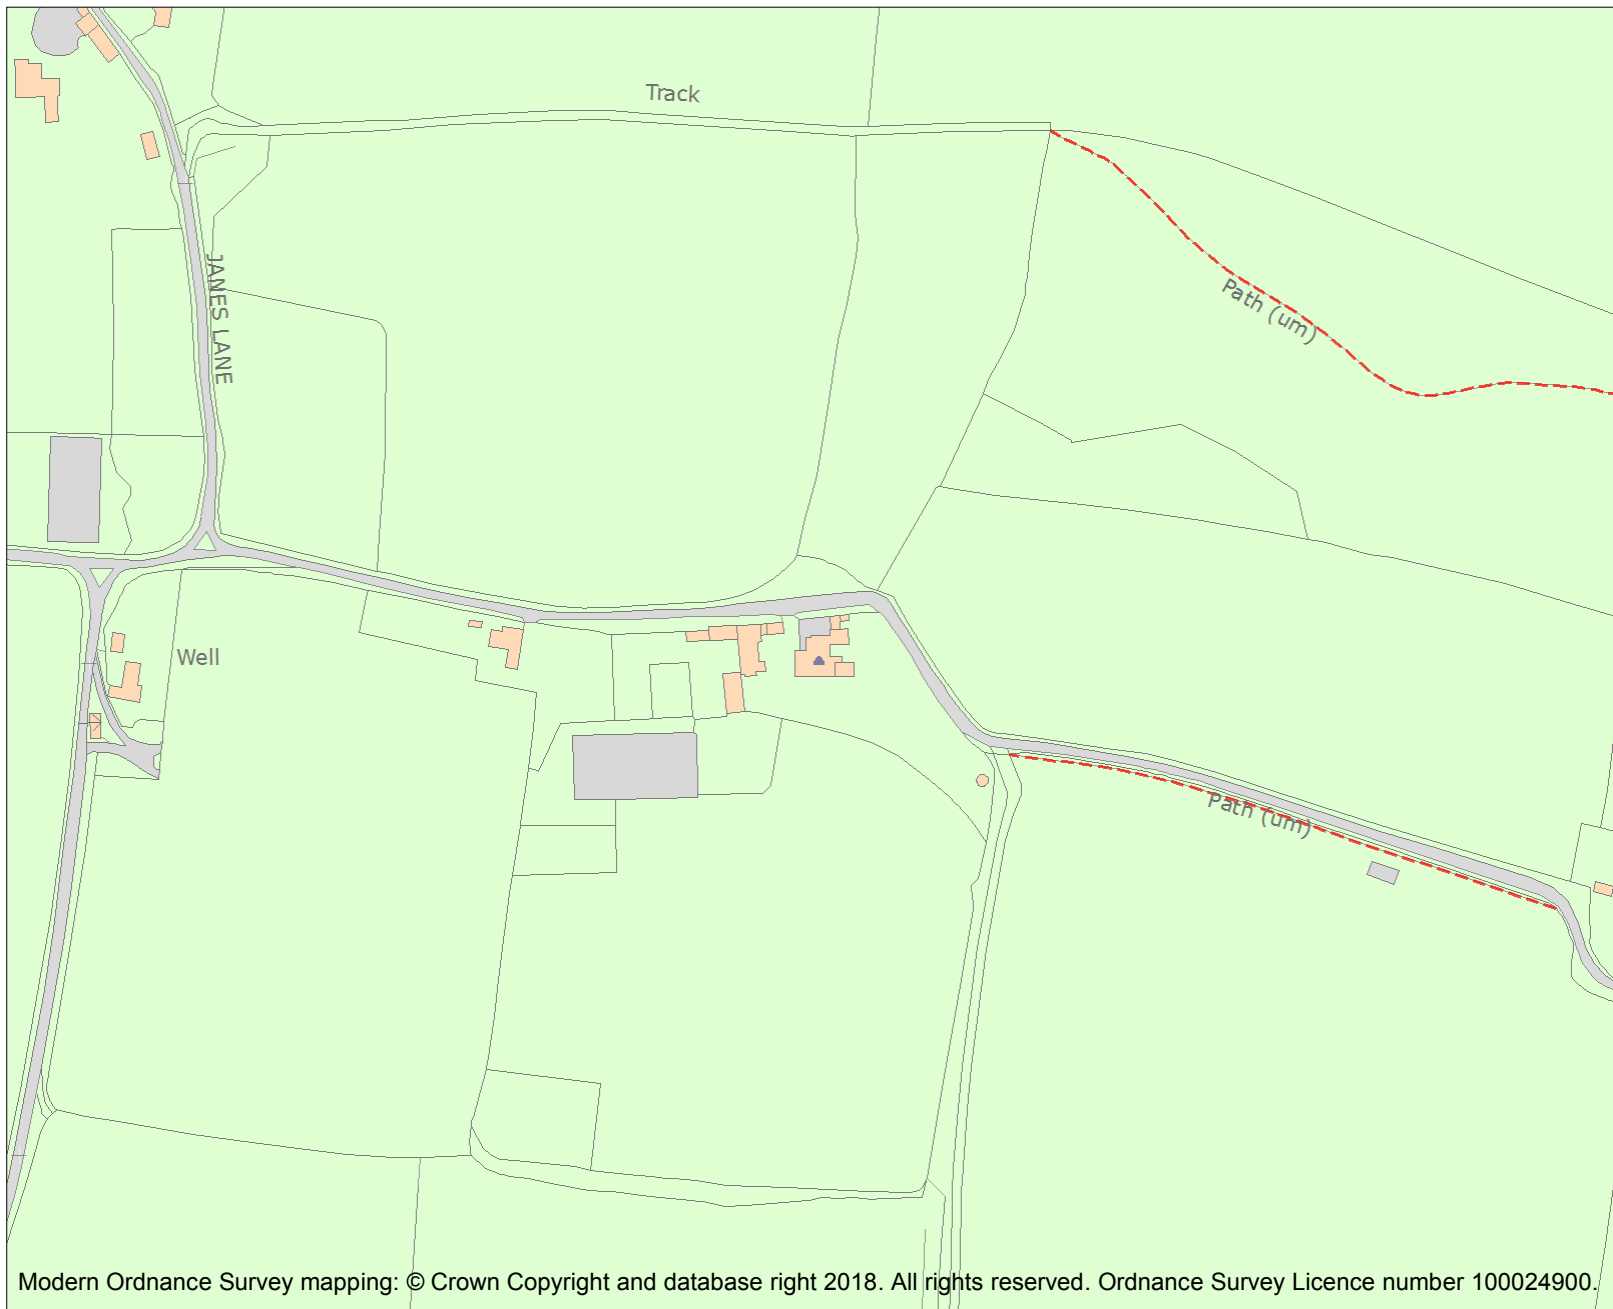 Track
Path (um)
JANES LANE
Well
Path (um)
Modern Ordnance Survey mapping: © Crown Copyright and database right 2018. All rights reserved. Ordnance Survey Licence number 100024900.